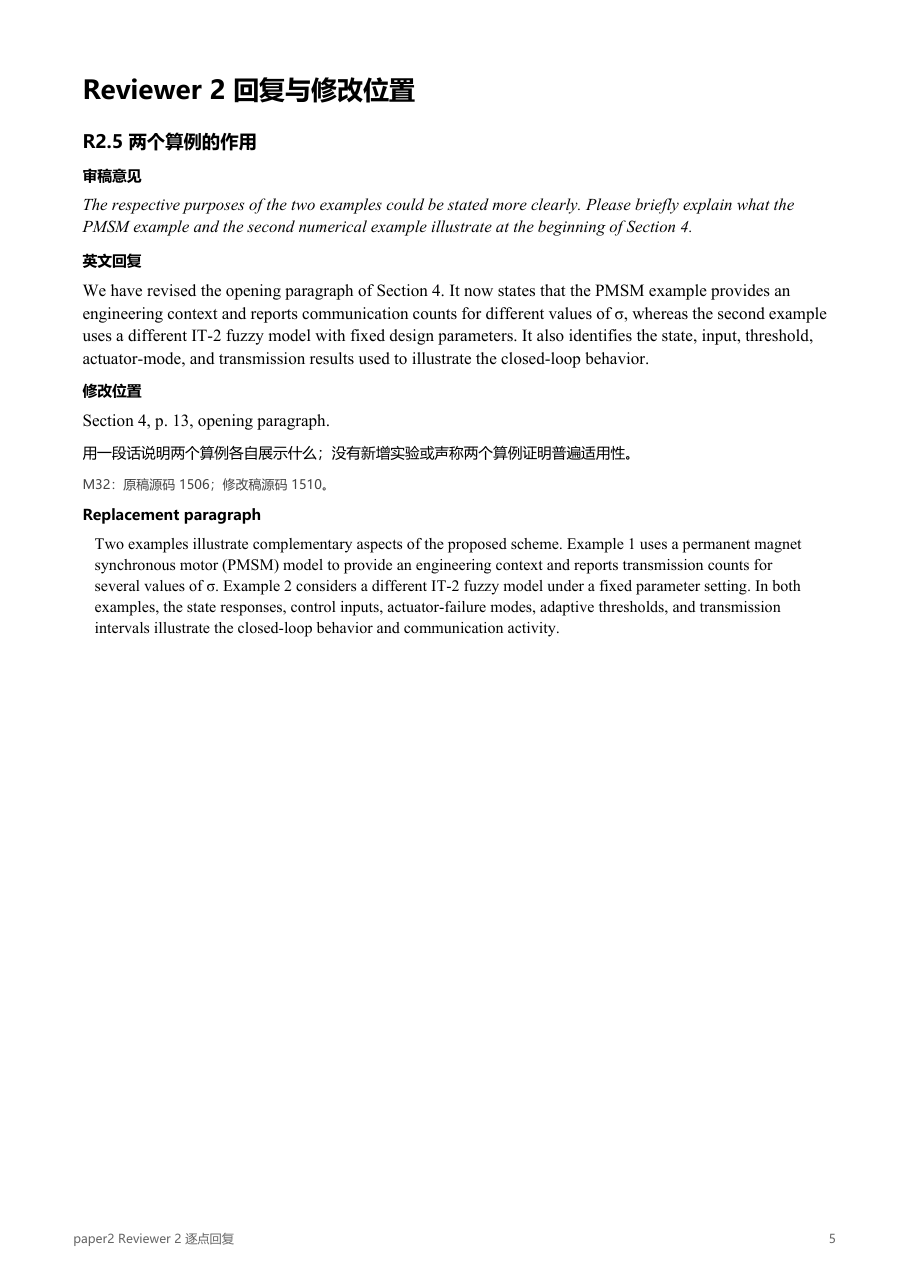 Reviewer 2 回复与修改位置
R2.5 两个算例的作用
审稿意见
The respective purposes of the two examples could be stated more clearly. Please briefly explain what the
PMSM example and the second numerical example illustrate at the beginning of Section 4.
英文回复
We have revised the opening paragraph of Section 4. It now states that the PMSM example provides an
engineering context and reports communication counts for different values of σ, whereas the second example
uses a different IT-2 fuzzy model with fixed design parameters. It also identifies the state, input, threshold,
actuator-mode, and transmission results used to illustrate the closed-loop behavior.
修改位置
Section 4, p. 13, opening paragraph.
用一段话说明两个算例各自展示什么；没有新增实验或声称两个算例证明普遍适用性。
M32：原稿源码 1506；修改稿源码 1510。
Replacement paragraph
Two examples illustrate complementary aspects of the proposed scheme. Example 1 uses a permanent magnet
synchronous motor (PMSM) model to provide an engineering context and reports transmission counts for
several values of σ. Example 2 considers a different IT-2 fuzzy model under a fixed parameter setting. In both
examples, the state responses, control inputs, actuator-failure modes, adaptive thresholds, and transmission
intervals illustrate the closed-loop behavior and communication activity.
paper2 Reviewer 2 逐点回复
5